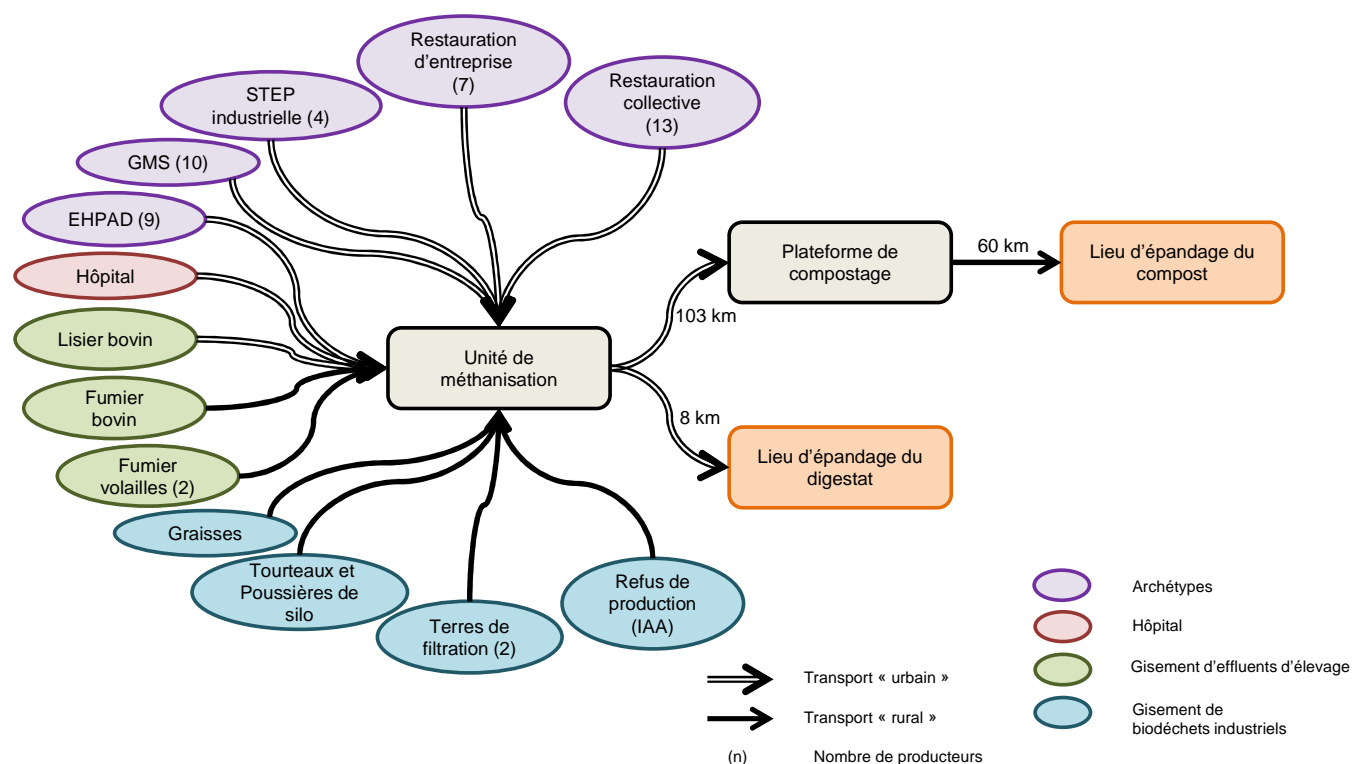 Restauration
d'entreprise
(7)
Restauration
collective
(13)
STEP
industrielle (4)
GMS (10)
EHPAD (9)
Hôpital
Lisier bovin
Fumier
bovin
Fumier
volailles (2)
Graisses
Tourteaux et
Poussières de
silo
Terres de
filtration (2)
Refus de
production
(IAA)
Unité de
méthanisation
103 km
8 km
Plateforme de
compostage
60 km
Lieu d'épandage du
compost
Lieu d'épandage du
digestat
Transport « urbain »
Transport « rural »
(n) Nombre de producteurs
Archétypes
Hôpital
Gisement d'effluents d'élevage
Gisement de
biodéchets industriels